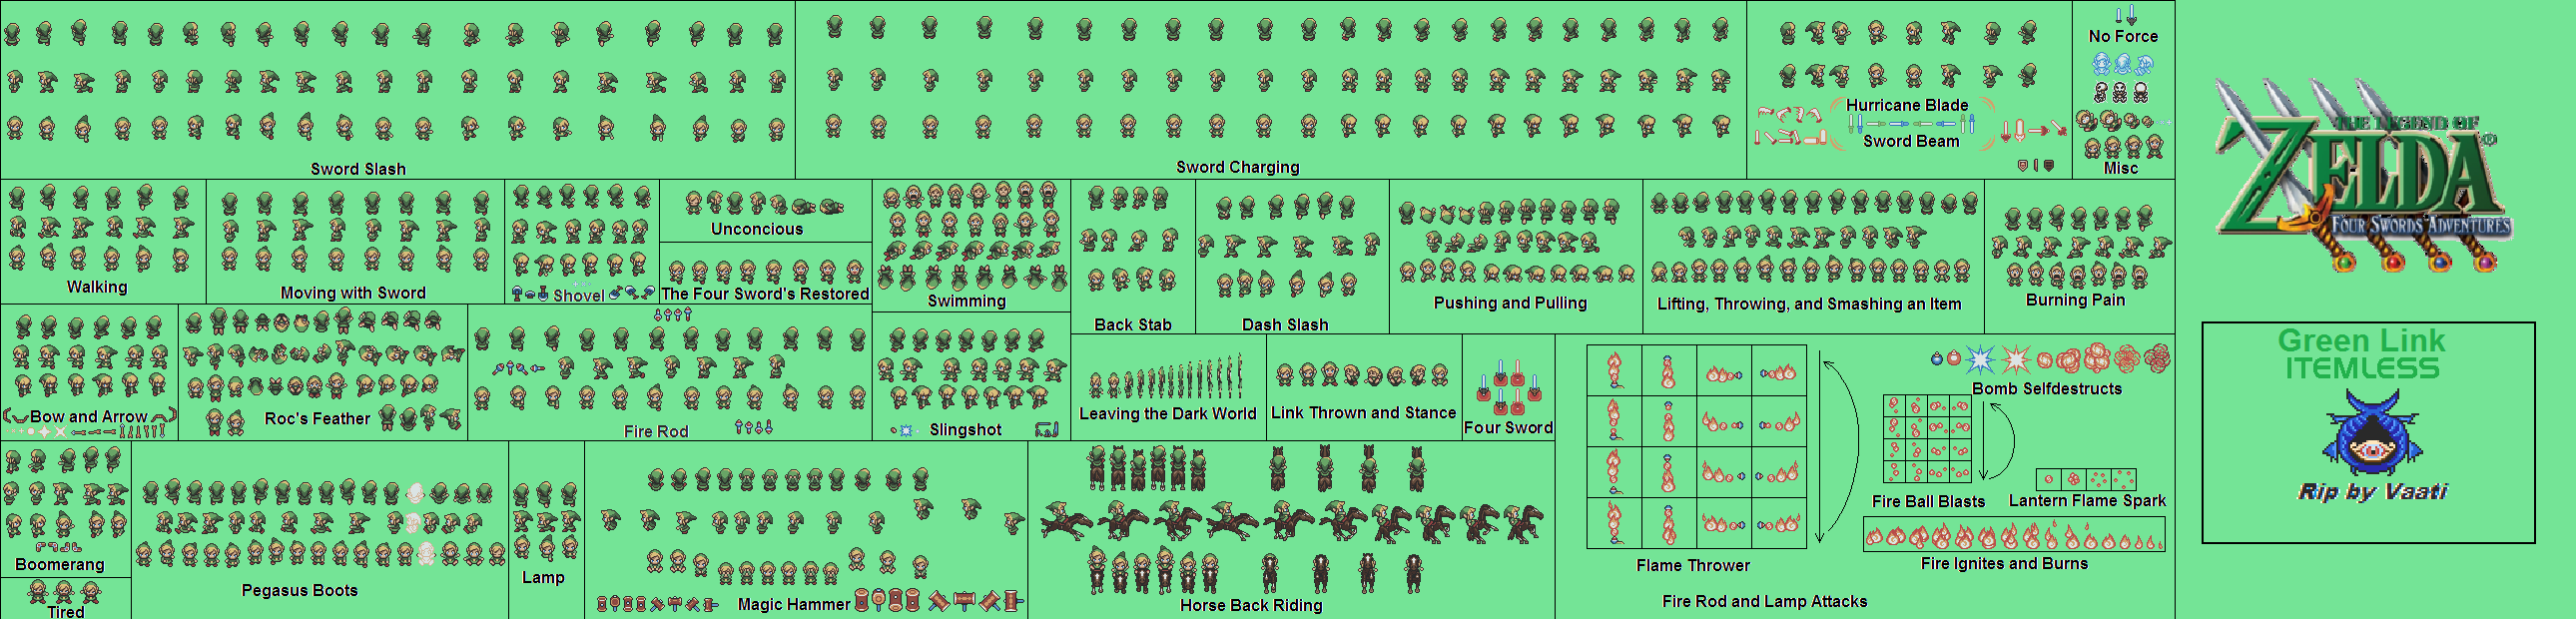 Sword Slash
Sword Charging
Hurricane Blade
Sword Beam
No Force
Misc
THE LEGEND OF
ZELDA®
FOUR SWORDS ADVENTURES
Walking
Moving with Sword
Shovel
Unconcious
The Four Sword's Restored
Swimming
Back Stab
Dash Slash
Pushing and Pulling
Lifting, Throwing, and Smashing an Item
Burning Pain
Bow and Arrow
Roc's Feather
Fire Rod
Slingshot
Leaving the Dark World
Link Thrown and Stance
Four Sword
Bomb Selfdestructs
Green Link
ITEMLESS
Rip by Vaati
Boomerang
Tired
Pegasus Boots
Lamp
Magic Hammer
Horse Back Riding
Flame Thrower
Fire Ball Blasts
Lantern Flame Spark
Fire Ignites and Burns
Fire Rod and Lamp Attacks